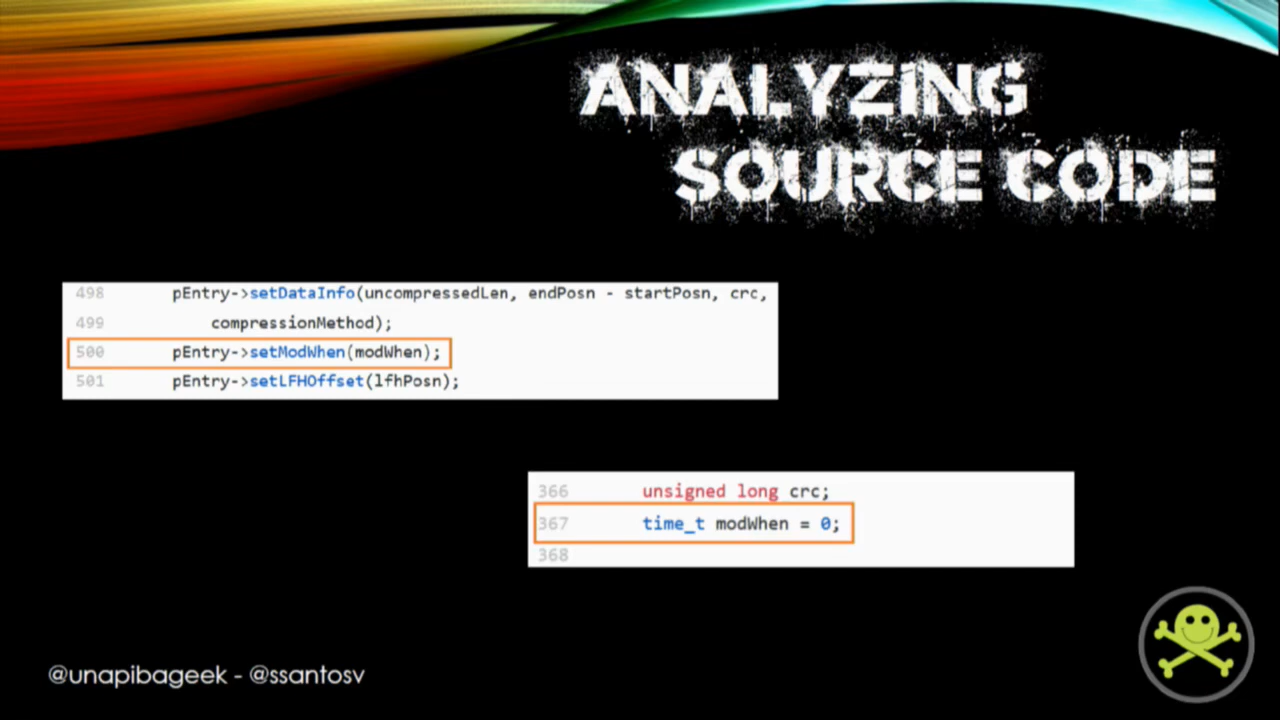 ANALYZING
SOURCE CODE
498 pEntry->setDataInfo(uncompressedLen, endPosn - startPosn, crc,
499 compressionMethod);
500 pEntry->setModWhen(modWhen);
501 pEntry->setLFHOffset(lfhPosn);
366 unsigned long crc;
367 time_t modWhen = 0;
368
@unapibageek - @ssantosv